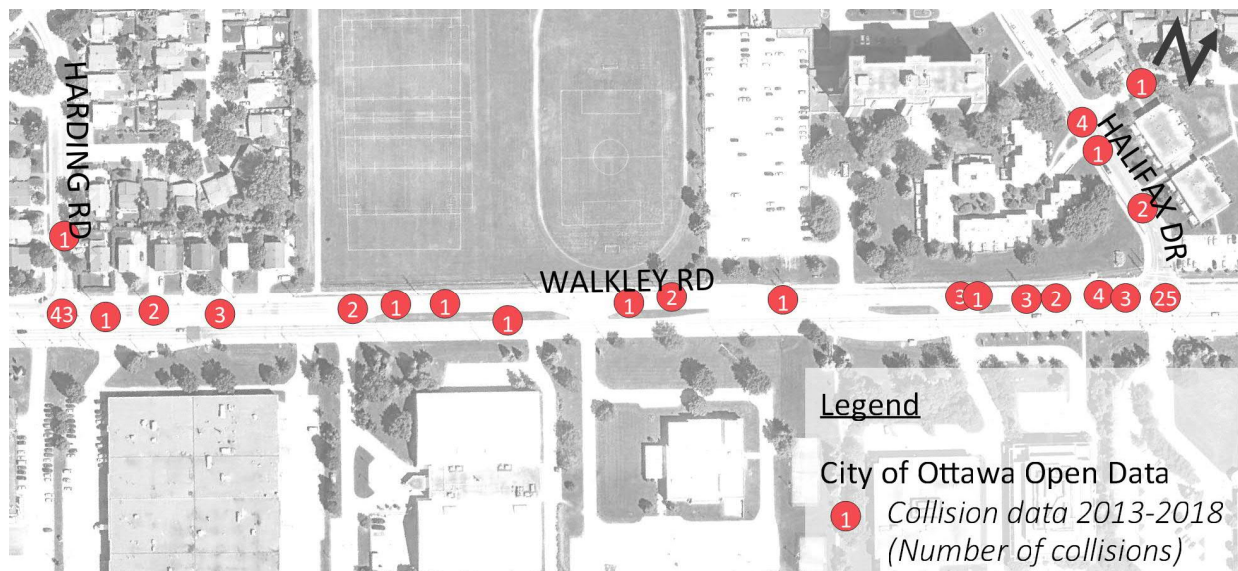 HARDING RD
HALIFAX DR
1
4
1
2
1
WALKLEY RD
43
1
2
3
2
1
1
1
1
2
1
3
1
3
2
4
3
25
N
Legend
City of Ottawa Open Data
1 Collision data 2013-2018
(Number of collisions)